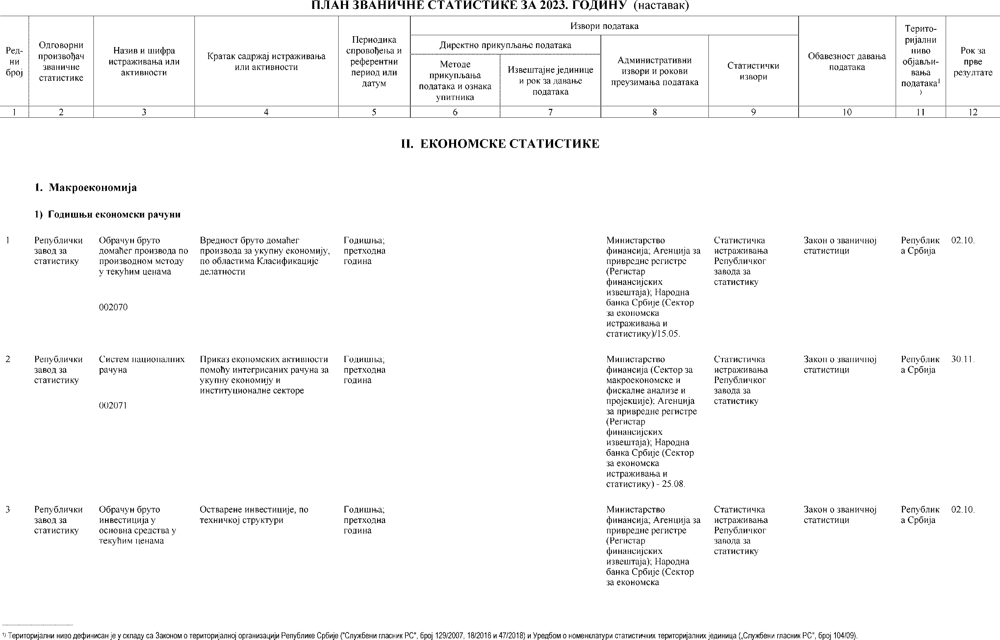 ПЛАН ЗВАНИЧНЕ СТАТИСТИКЕ ЗА 2023. ГОДИНУ (наставак)
Ред-
ни
број
Одговорни
произвођач
званичне
статистике
Назив и шифра
истраживања или
активности
Кратак садржај истраживања
или активности
Периодика
спровођења и
референтни
период или
датум
Извори података
Директно прикупљање података
Методе
прикупљања
података и ознака
упитника
Извештајне јединице
и рок за давање
података
Административни
извори и рокови
преузимања података
Статистички
извори
Обавезност давања
података
Терито-
ријални
ниво
објављи-
вања
података¹
)
Рок за
прве
резултате
1 2 3 4 5 6 7 8 9 10 11 12
II. ЕКОНОМСКЕ СТАТИСТИКЕ
1. Макроекономија
1) Годишњи економски рачуни
1
Републички
завод за
статистику
Обрачун бруто
домаћег производа по
производном методу
у текућим ценама
002070
Вредност бруто домаћег
производа за укупну економију,
по областима Класификације
делатности
Годишња;
претходна
година
Министарство
финансија; Агенција за
привредне регистре
(Регистар
финансијских
извештаја); Народна
банка Србије (Сектор
за економска
истраживања и
статистику)/15.05.
Статистичка
истраживања
Републичког
завода за
статистику
Закон о званичној
статистици
Републик
а Србија
02.10.
2
Републички
завод за
статистику
Систем националних
рачуна
002071
Приказ економских активности
помоћу интегрисаних рачуна за
укупну економију и
институционалне секторе
Годишња;
претходна
година
Министарство
финансија (Сектор за
макроекономске и
фискалне анализе и
пројекције); Агенција
за привредне регистре
(Регистар
финансијских
извештаја); Народна
банка Србије (Сектор
за економска
истраживања и
статистику) - 25.08.
Статистичка
истраживања
Републичког
завода за
статистику
Закон о званичној
статистици
Републик
а Србија
30.11.
3
Републички
завод за
статистику
Обрачун бруто
инвестиција у
основна средства у
текућим ценама
Остварене инвестиције, по
техничкој структури
Годишња;
претходна
година
Министарство
финансија; Агенција за
привредне регистре
(Регистар
финансијских
извештаја); Народна
банка Србије (Сектор
за економска
Статистичка
истраживања
Републичког
завода за
статистику
Закон о званичној
статистици
Републик
а Србија
02.10.
¹⁾ Територијални ниво дефинисан је у складу са Законом о територијалној организацији Републике Србије ("Службени гласник РС", број 129/2007, 18/2016 и 47/2018) и Уредбом о номенклатури статистичких територијалних јединица („Службени гласник РС", број 104/09).